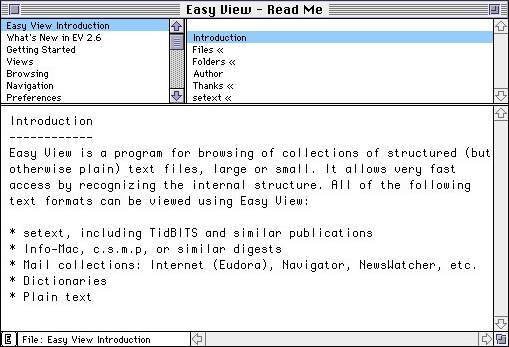 Easy View - Read Me
Easy View Introduction
What's New in EV 2.6
Getting Started
Views
Browsing
Navigation
Preferences
Introduction
Files «
Folders «
Author
Thanks «
setext «
Introduction
------------
Easy View is a program for browsing of collections of structured (but
otherwise plain) text files, large or small. It allows very fast
access by recognizing the internal structure. All of the following
text formats can be viewed using Easy View:
* setext, including TidBITS and similar publications
* Info-Mac, c.s.m.p, or similar digests
* Mail collections: Internet (Eudora), Navigator, NewsWatcher, etc.
* Dictionaries
* Plain text
E File: Easy View Introduction